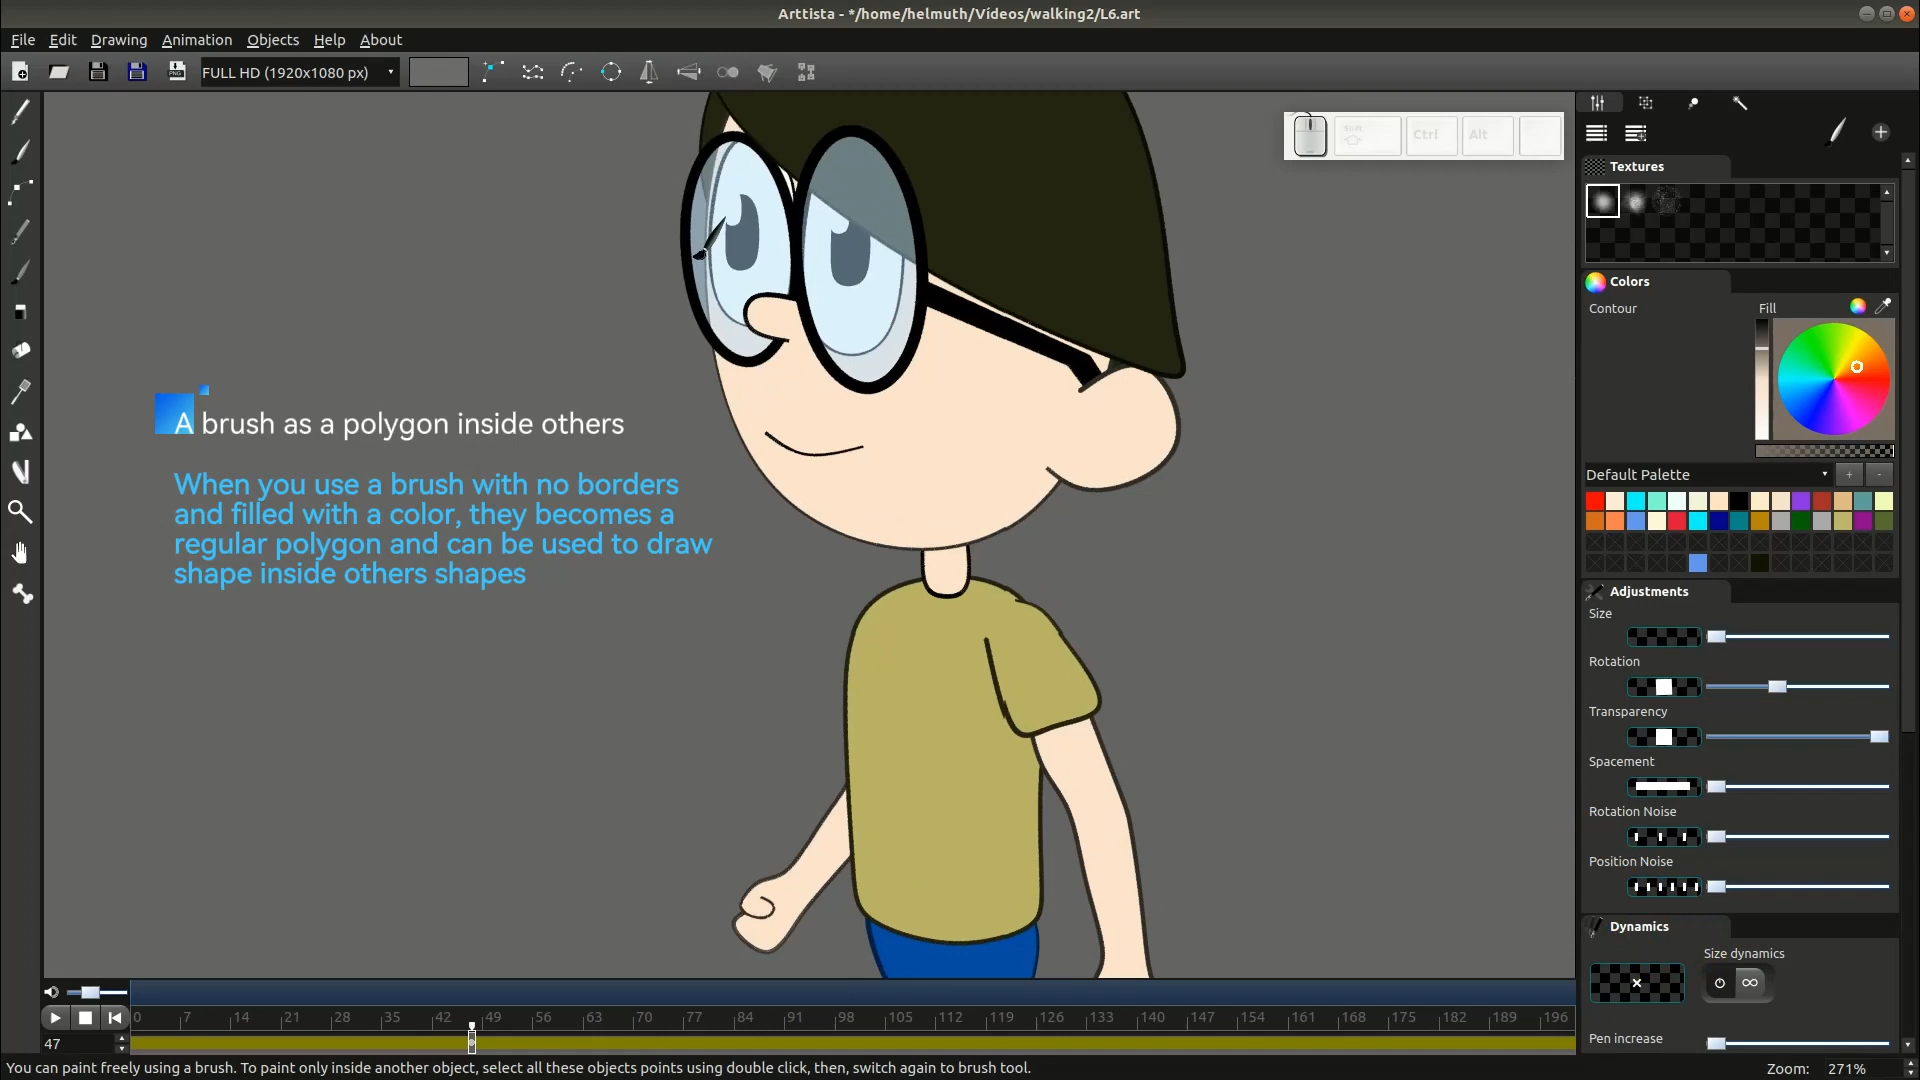 Arttista - */home/helmuth/Vídeos/walking2/L6.art
File Edit Drawing Animation Objects Help About
FULL HD (1920x1080 px)
Shift
Ctrl
Alt
Textures
Colors
Contour
Fill
A brush as a polygon inside others
When you use a brush with no borders
and filled with a color, they becomes a
regular polygon and can be used to draw
shape inside others shapes
Default Palette
+
-
Adjustments
Size
Rotation
Transparency
Spacement
Rotation Noise
Position Noise
Dynamics
Size dynamics
Pen increase
0 7 14 21 28 35 42 49 56 63 70 77 84 91 98 105 112 119 126 133 140 147 154 161 168 175 182 189 196
47
You can paint freely using a brush. To paint only inside another object, select all these objects points using double click, then, switch again to brush tool.
Zoom: 271%